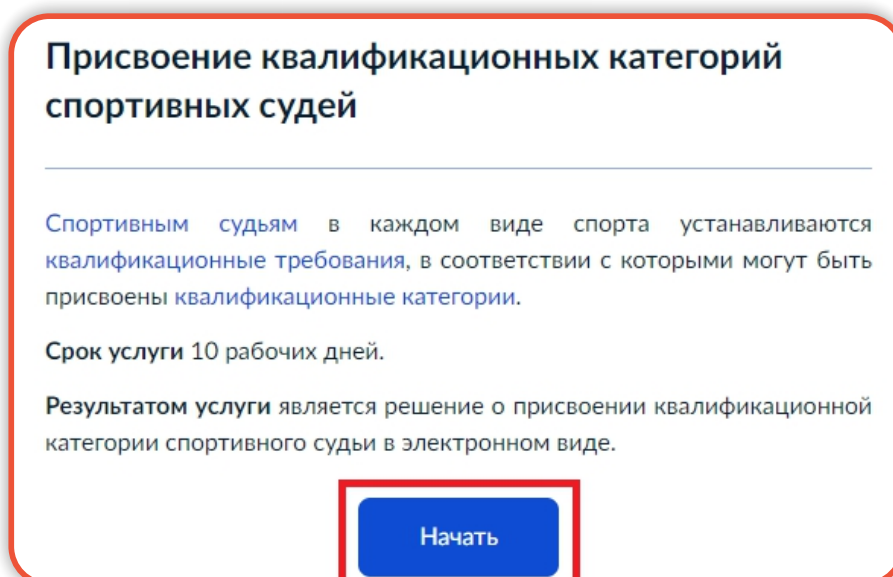 Присвоение квалификационных категорий
спортивных судей
Спортивным судьям в каждом виде спорта устанавливаются
квалификационные требования, в соответствии с которыми могут быть
присвоены квалификационные категории.
Срок услуги 10 рабочих дней.
Результатом услуги является решение о присвоении квалификационной
категории спортивного судьи в электронном виде.
Начать